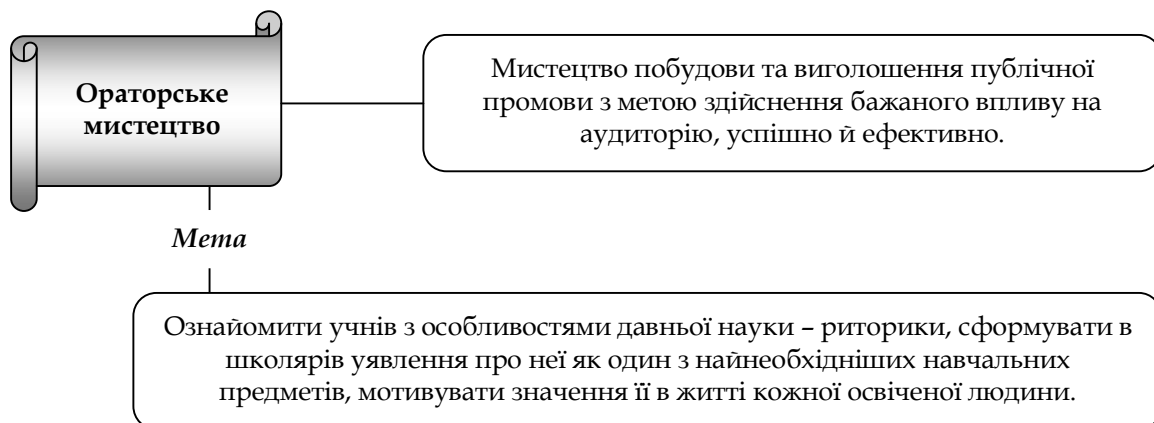 Ораторське
мистецтво
Мистецтво побудови та виголошення публічної
промови з метою здійснення бажаного впливу на
аудиторію, успішно й ефективно.
Мета
Ознайомити учнів з особливостями давньої науки – риторики, сформувати в
школярів уявлення про неї як один з найнеобхідніших навчальних
предметів, мотивувати значення її в житті кожної освіченої людини.